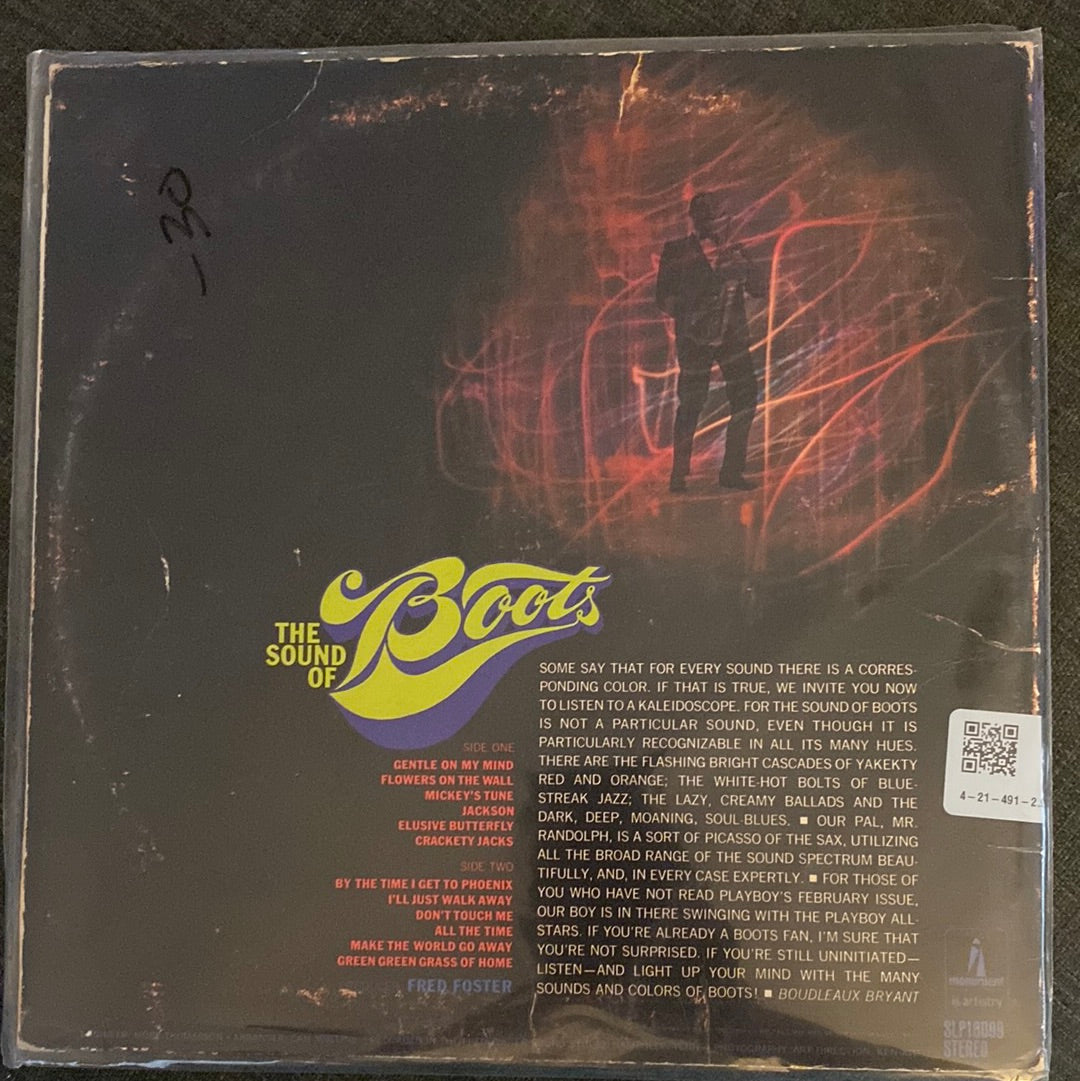 -30
THE
SOUND
OF
Boots
SIDE ONE
GENTLE ON MY MIND
FLOWERS ON THE WALL
MICKEY'S TUNE
JACKSON
ELUSIVE BUTTERFLY
CRACKETY JACKS
SIDE TWO
BY THE TIME I GET TO PHOENIX
I'LL JUST WALK AWAY
DON'T TOUCH ME
ALL THE TIME
MAKE THE WORLD GO AWAY
GREEN GREEN GRASS OF HOME
FRED FOSTER
SOME SAY THAT FOR EVERY SOUND THERE IS A CORRES-
PONDING COLOR. IF THAT IS TRUE, WE INVITE YOU NOW
TO LISTEN TO A KALEIDOSCOPE. FOR THE SOUND OF BOOTS
IS NOT A PARTICULAR SOUND, EVEN THOUGH IT IS
PARTICULARLY RECOGNIZABLE IN ALL ITS MANY HUES.
THERE ARE THE FLASHING BRIGHT CASCADES OF YAKEKTY
RED AND ORANGE; THE WHITE-HOT BOLTS OF BLUE-
STREAK JAZZ; THE LAZY, CREAMY BALLADS AND THE
DARK, DEEP, MOANING, SOUL-BLUES. ■ OUR PAL, MR.
RANDOLPH, IS A SORT OF PICASSO OF THE SAX, UTILIZING
ALL THE BROAD RANGE OF THE SOUND SPECTRUM BEAU-
TIFULLY, AND, IN EVERY CASE EXPERTLY. ■ FOR THOSE OF
YOU WHO HAVE NOT READ PLAYBOY'S FEBRUARY ISSUE,
OUR BOY IS IN THERE SWINGING WITH THE PLAYBOY ALL-
STARS. IF YOU'RE ALREADY A BOOTS FAN, I'M SURE THAT
YOU'RE NOT SURPRISED. IF YOU'RE STILL UNINITIATED—
LISTEN—AND LIGHT UP YOUR MIND WITH THE MANY
SOUNDS AND COLORS OF BOOTS! ■ BOUDLEAUX BRYANT
4-21-491-2
monument
is artistry
SLP18099
STEREO